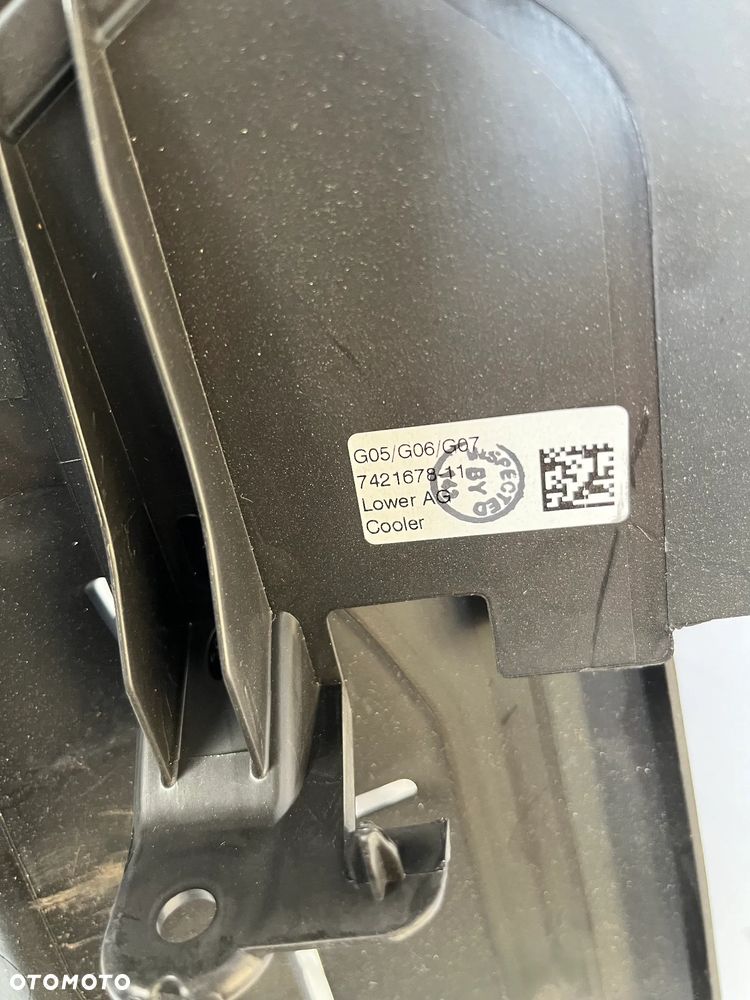 G05/G06/G07
7421678-11
Lower AG
Cooler
INSPECTED
BY
OTOMOTO